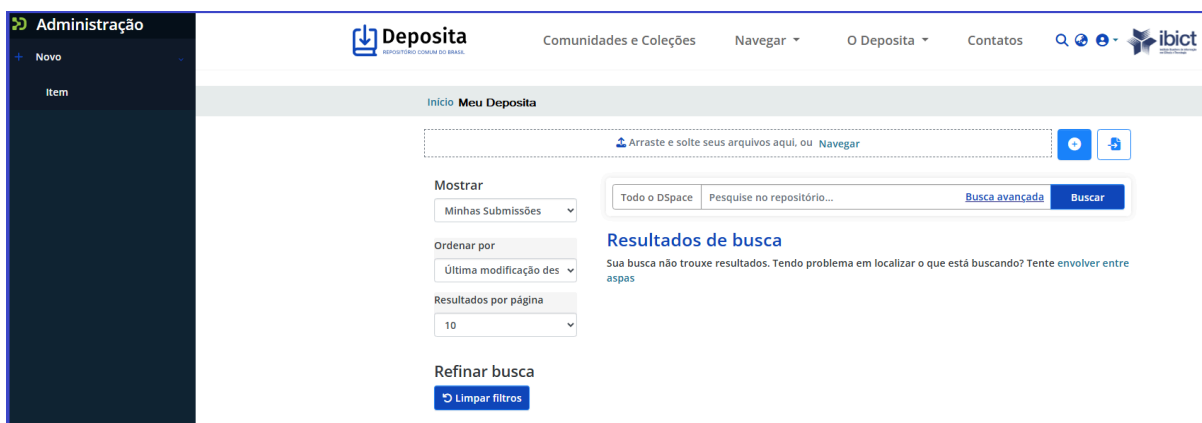 Administração
Novo
Item
Deposita
REPOSITÓRIO COMUM DO BRASIL
Comunidades e Coleções
Navegar
O Deposita
Contatos
ibict
Início Meu Deposita
Arraste e solte seus arquivos aqui, ou Navegar
Mostrar
Minhas Submissões
Ordenar por
Última modificação des
Resultados por página
10
Refinar busca
Limpar filtros
Todo o DSpace
Pesquise no repositório...
Busca avançada
Buscar
Resultados de busca
Sua busca não trouxe resultados. Tendo problema em localizar o que está buscando? Tente envolver entre
aspas